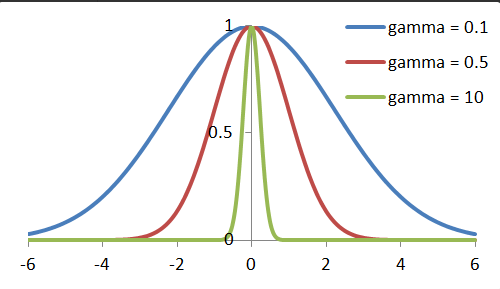 1
gamma = 0.1
gamma = 0.5
gamma = 10
0.5
0
-6 -4 -2 0 2 4 6